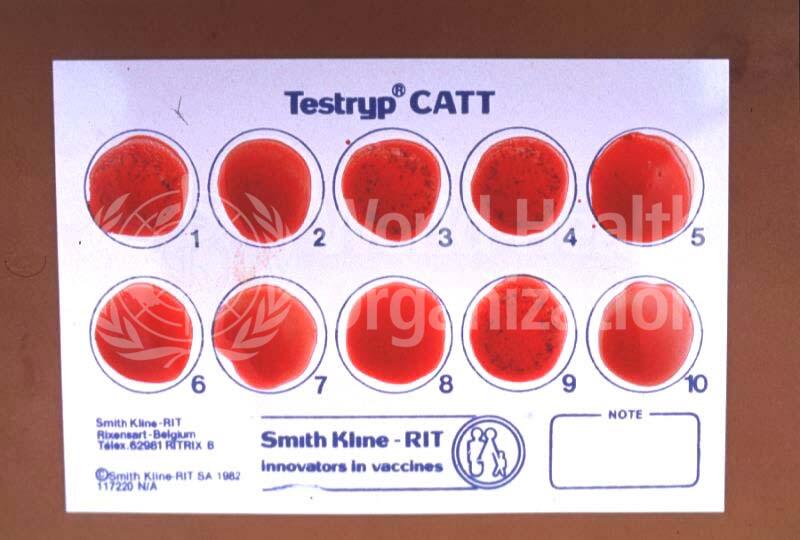 Testryp® CATT
1 2 3 4 5
6 7 8 9 10
World Health
Organization
Smith Kline-RIT
Rixensart-Belgium
Télex.62981 RITRIX B
©Smith Kline-RIT SA 1982
117220 N/A
Smith Kline - RIT
innovators in vaccines
NOTE